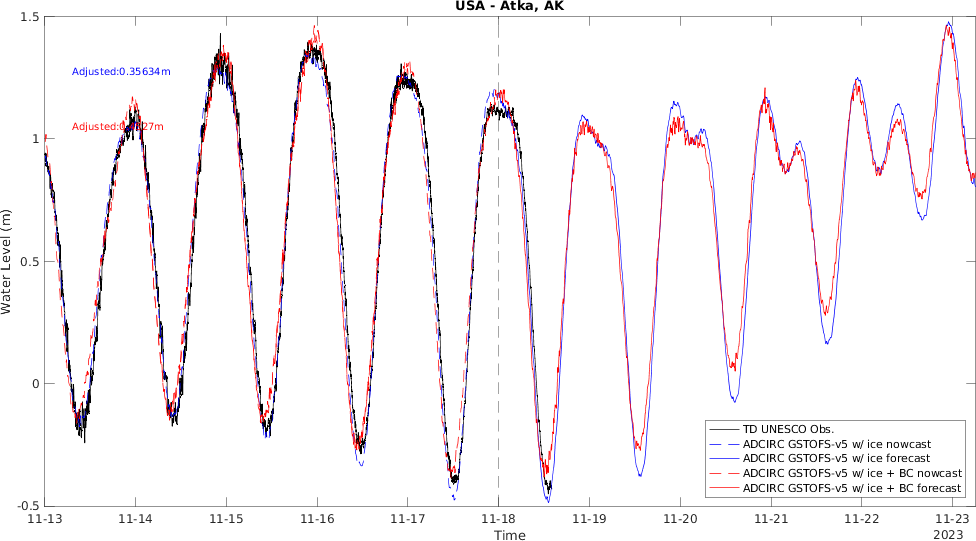 USA - Atka, AK
1.5
1
0.5
0
-0.5
Water Level (m)
Adjusted:0.35634m
11-13
11-14
11-15
11-16
11-17
11-18
11-19
11-20
11-21
11-22
11-23
2023
Time
TD UNESCO Obs.
ADCIRC GSTOFS-v5 w/ ice nowcast
ADCIRC GSTOFS-v5 w/ ice forecast
ADCIRC GSTOFS-v5 w/ ice + BC nowcast
ADCIRC GSTOFS-v5 w/ ice + BC forecast